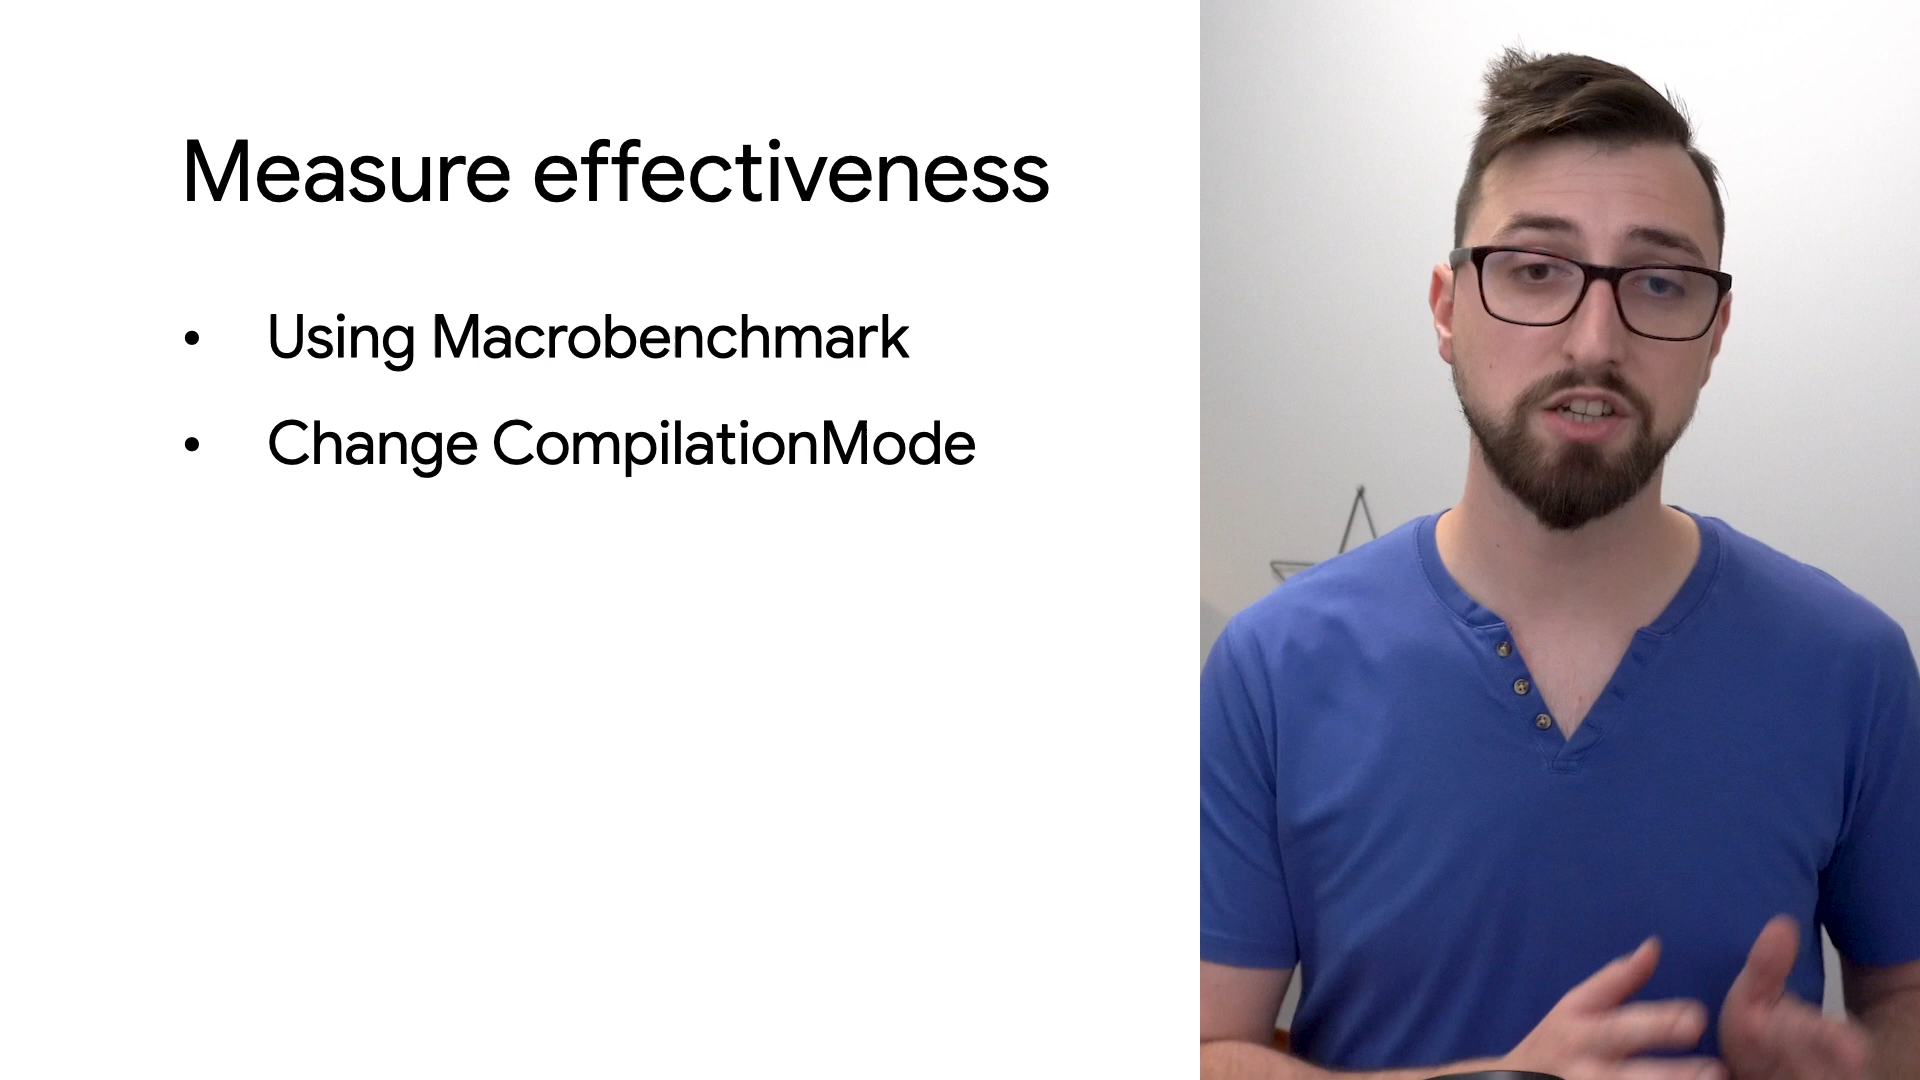 Measure effectiveness
• Using Macrobenchmark
• Change CompilationMode